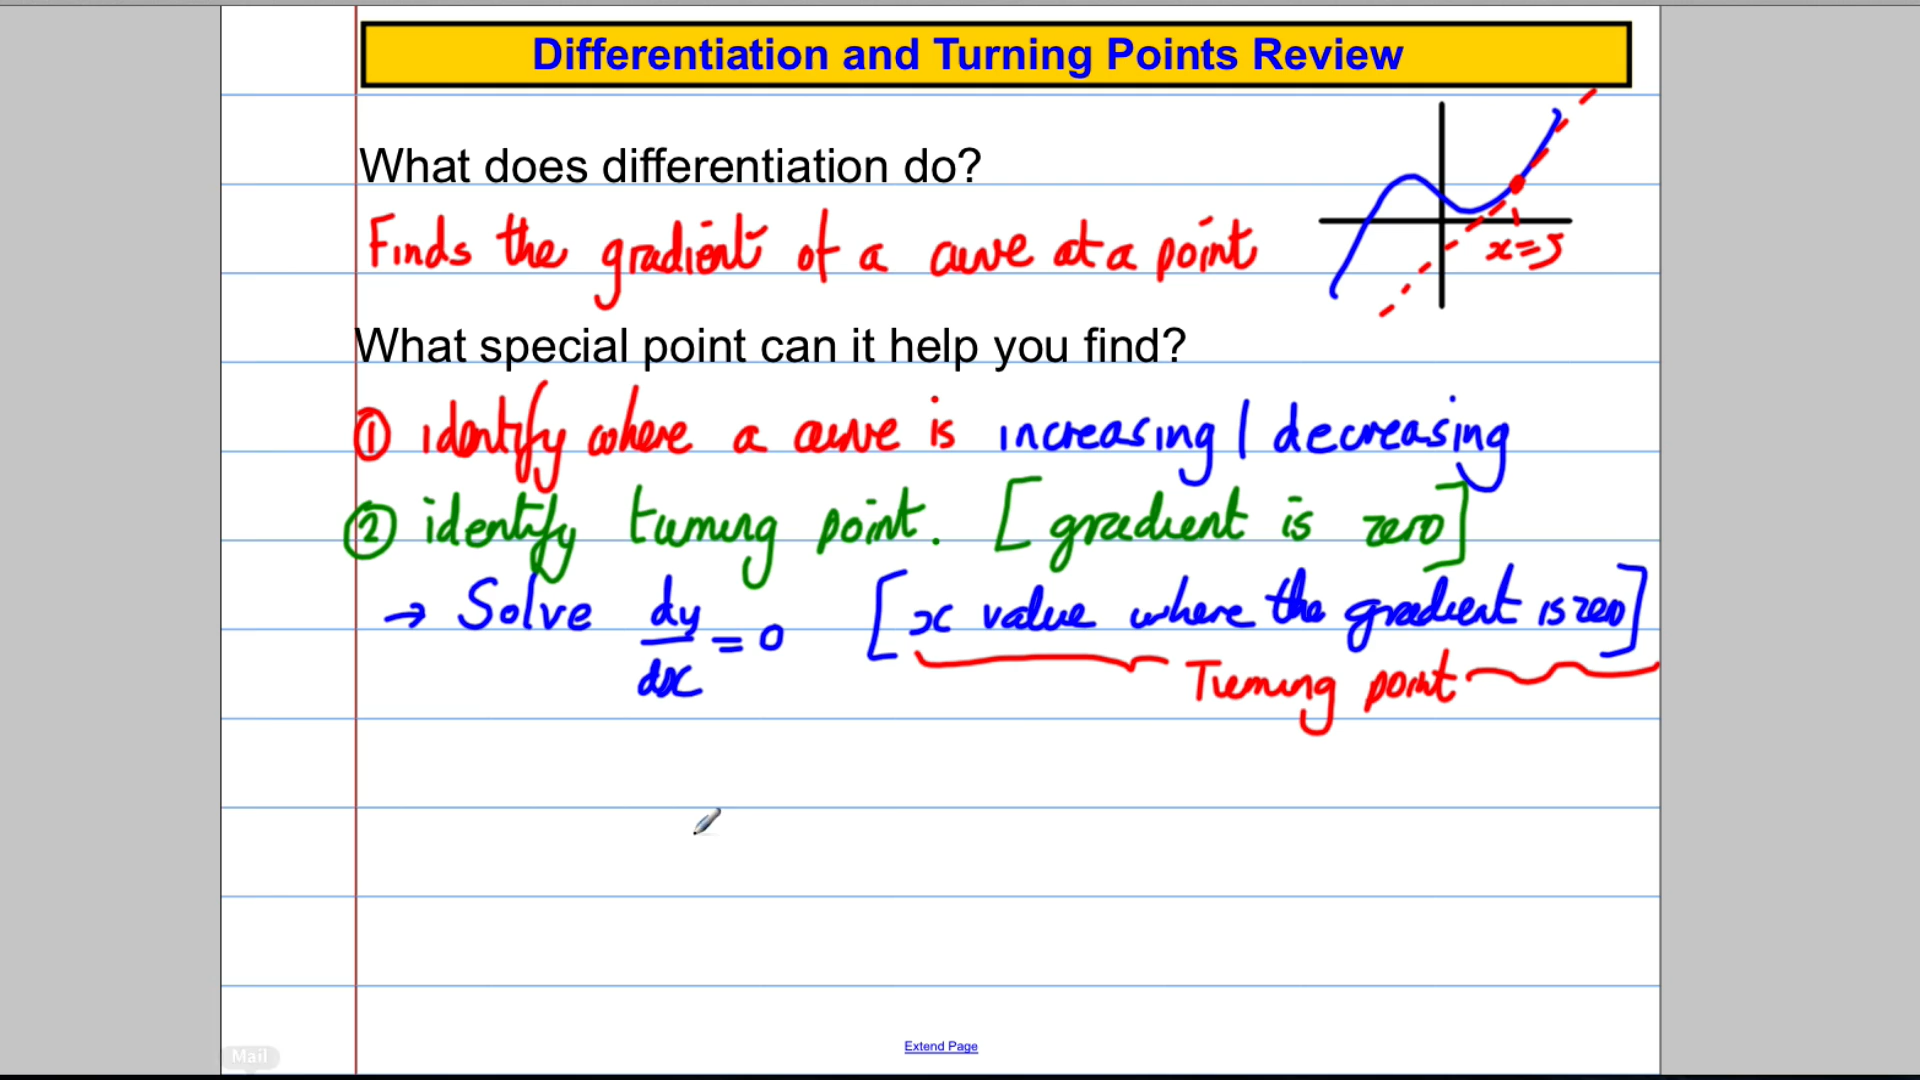 Differentiation and Turning Points Review
What does differentiation do?
Finds the gradient of a curve at a point
x=5
What special point can it help you find?
① identify where a curve is increasing / decreasing
② identify turning point. [gradient is zero]
→ Solve dy/dx = 0 [x value where the gradient is zero]
Turning point
Extend Page
Mail